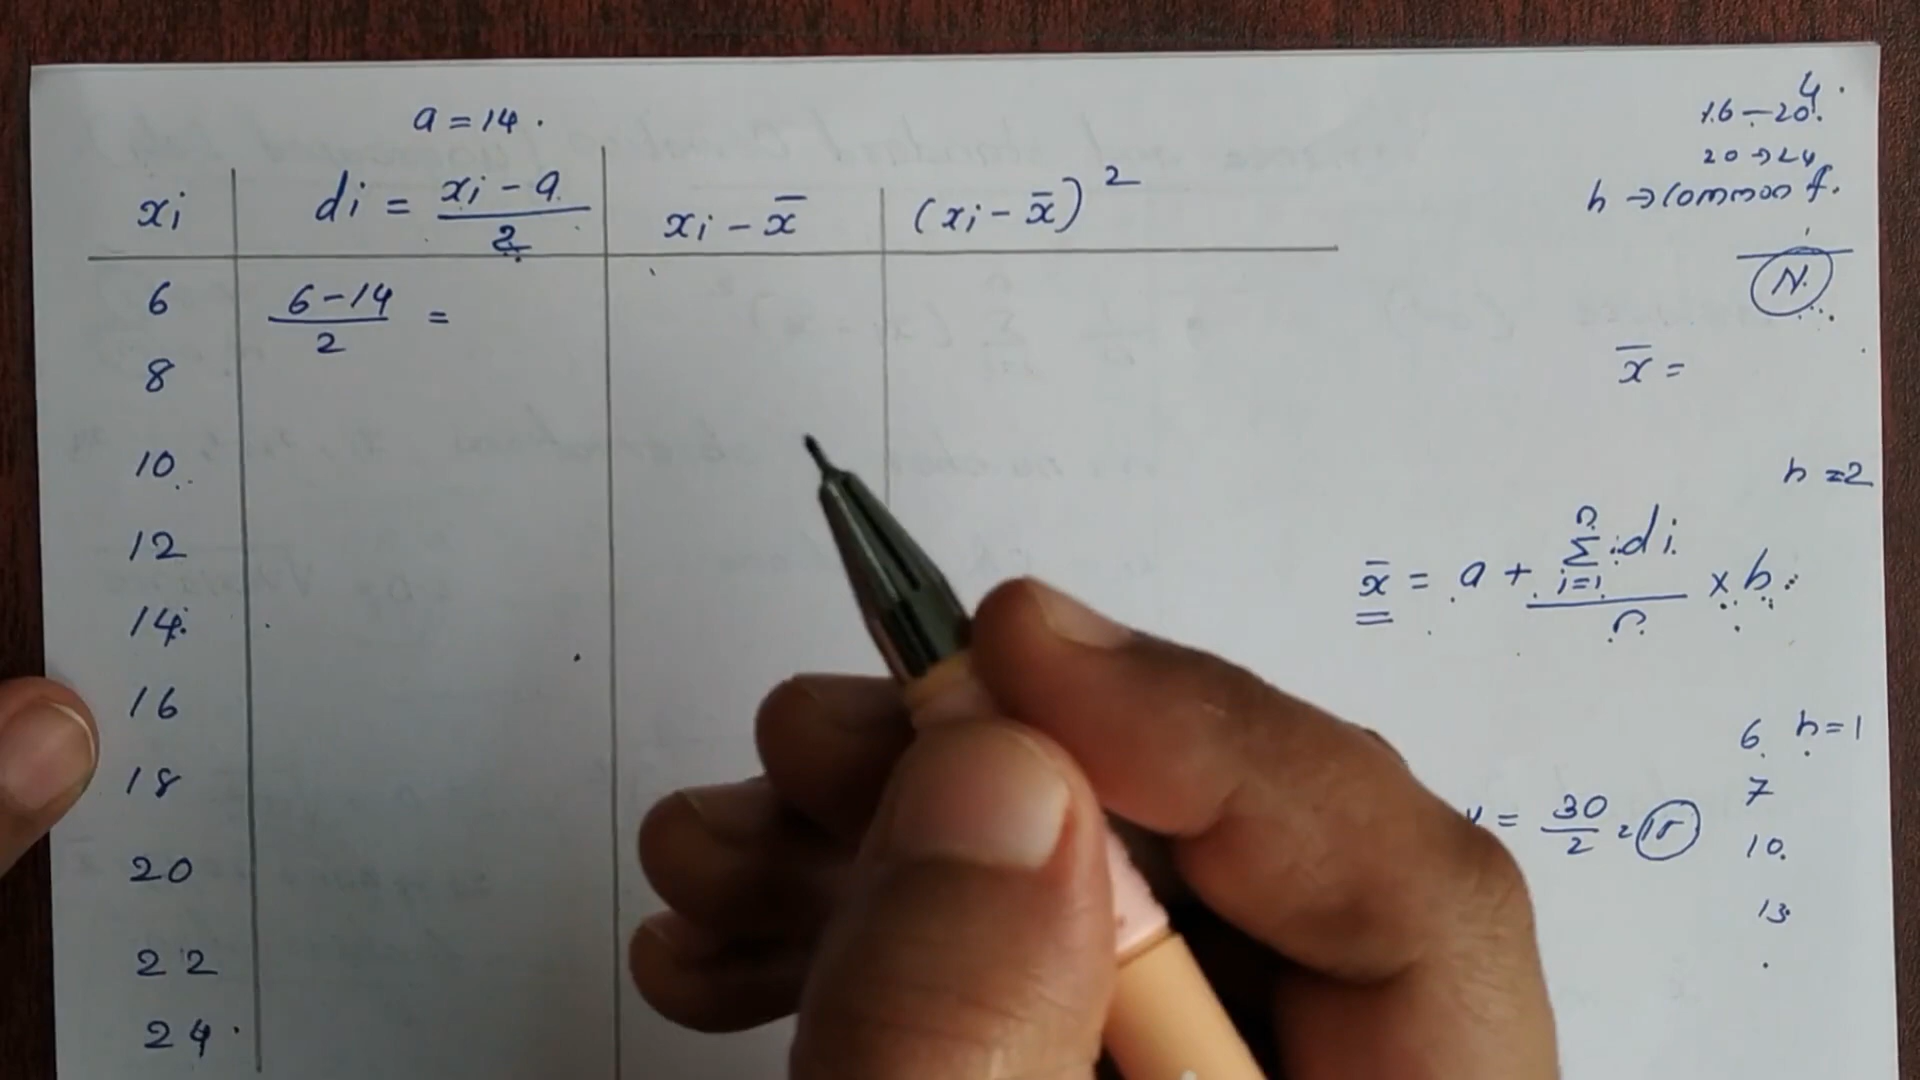 a = 14 .
xi
di = xi - a / 2
xi - x̄
(xi - x̄)²
6
6-14 / 2 =
8
10
12
14
16
18
20
22
24
4
16 - 20
20 → 24
h → common f.
N
x̄ =
h = 2
x̄ = a + Σ di / n × h
i=1
6 h = 1
7
= 30 / 2 = 15
10
13